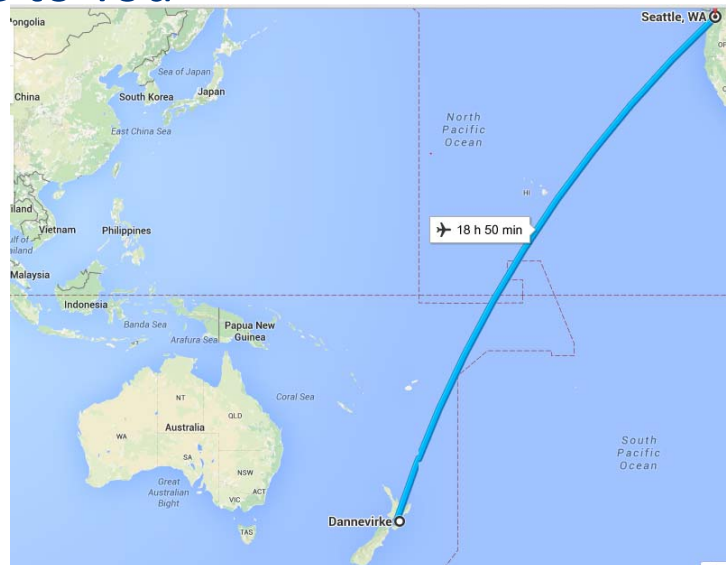 Mongolia
Seattle, WA
Sea of Japan
China
South Korea
Japan
East China Sea
North
Pacific
Ocean
HI
Vietnam
Philippines
18 h 50 min
Malaysia
Indonesia
Banda Sea
Papua New
Guinea
Arafura Sea
Coral Sea
NT
QLD
Australia
WA
SA
NSW
Great
Australian
Bight
VIC
ACT
TAS
South
Pacific
Ocean
Dannevirke